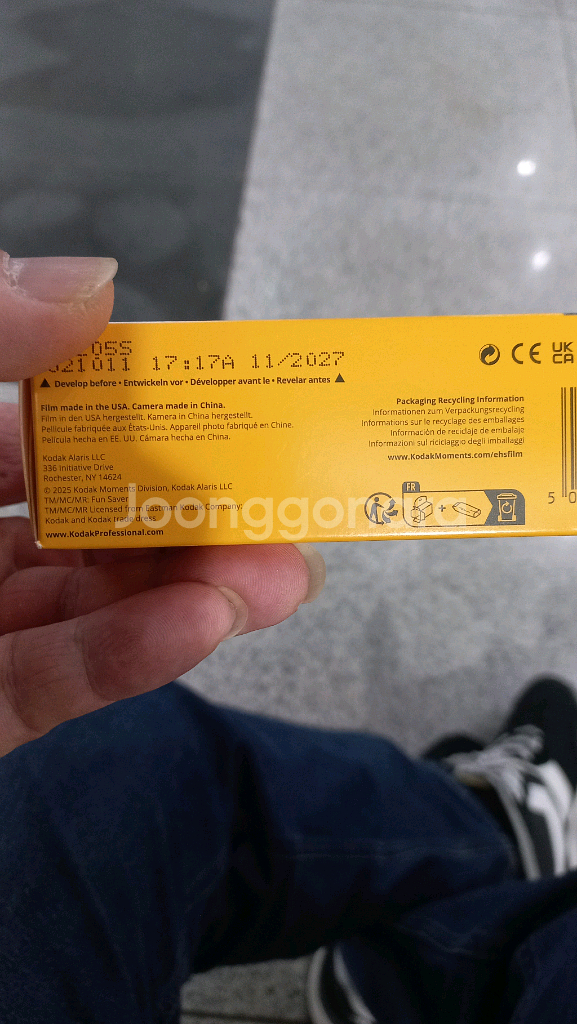 055
021011 17:17A 11/2027
▲ Develop before • Entwickeln vor • Développer avant le • Revelar antes ▲
Film made in the USA. Camera made in China.
Film in den USA hergestellt. Kamera in China hergestellt.
Pellicule fabriquée aux États-Unis. Appareil photo fabriqué en Chine.
Película hecha en EE. UU. Cámara hecha en China.
Kodak Alaris LLC
336 Initiative Drive
Rochester, NY 14624
© 2025 Kodak Moments Division, Kodak Alaris LLC
TM/MC/MR: Fun Saver
TM/MC/MR Licensed from Eastman Kodak Company:
Kodak and Kodak trade dress.
www.KodakProfessional.com
CE UK
CA
Packaging Recycling Information
Informationen zum Verpackungsrecycling
Informations sur le recyclage des emballages
Información de reciclaje de embalaje
Informazioni sul riciclaggio degli imballaggi
www.KodakMoments.com/ehsfilm
FR
+
5 0
Joonggonara